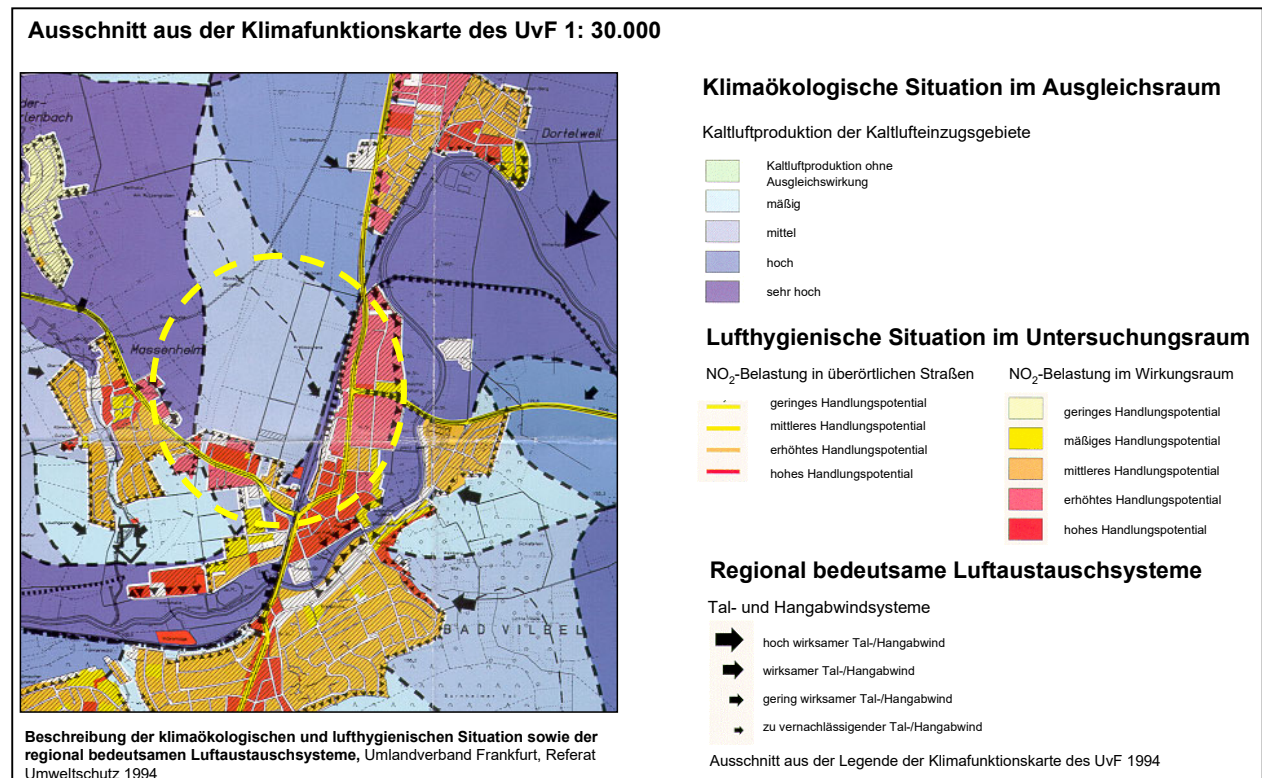 Ausschnitt aus der Klimafunktionskarte des UvF 1: 30.000
der-
rlenbach
Dortelweil
Massenheim
BAD VILBEL
Beschreibung der klimaökologischen und lufthygienischen Situation sowie der
regional bedeutsamen Luftaustauschsysteme, Umlandverband Frankfurt, Referat
Umweltschutz 1994
Klimaökologische Situation im Ausgleichsraum
Kaltluftproduktion der Kaltlufteinzugsgebiete
Kaltluftproduktion ohne
Ausgleichswirkung
mäßig
mittel
hoch
sehr hoch
Lufthygienische Situation im Untersuchungsraum
NO2-Belastung in überörtlichen Straßen
geringes Handlungspotential
mittleres Handlungspotential
erhöhtes Handlungspotential
hohes Handlungspotential
NO2-Belastung im Wirkungsraum
geringes Handlungspotential
mäßiges Handlungspotential
mittleres Handlungspotential
erhöhtes Handlungspotential
hohes Handlungspotential
Regional bedeutsame Luftaustauschsysteme
Tal- und Hangabwindsysteme
hoch wirksamer Tal-/Hangabwind
wirksamer Tal-/Hangabwind
gering wirksamer Tal-/Hangabwind
zu vernachlässigender Tal-/Hangabwind
Ausschnitt aus der Legende der Klimafunktionskarte des UvF 1994